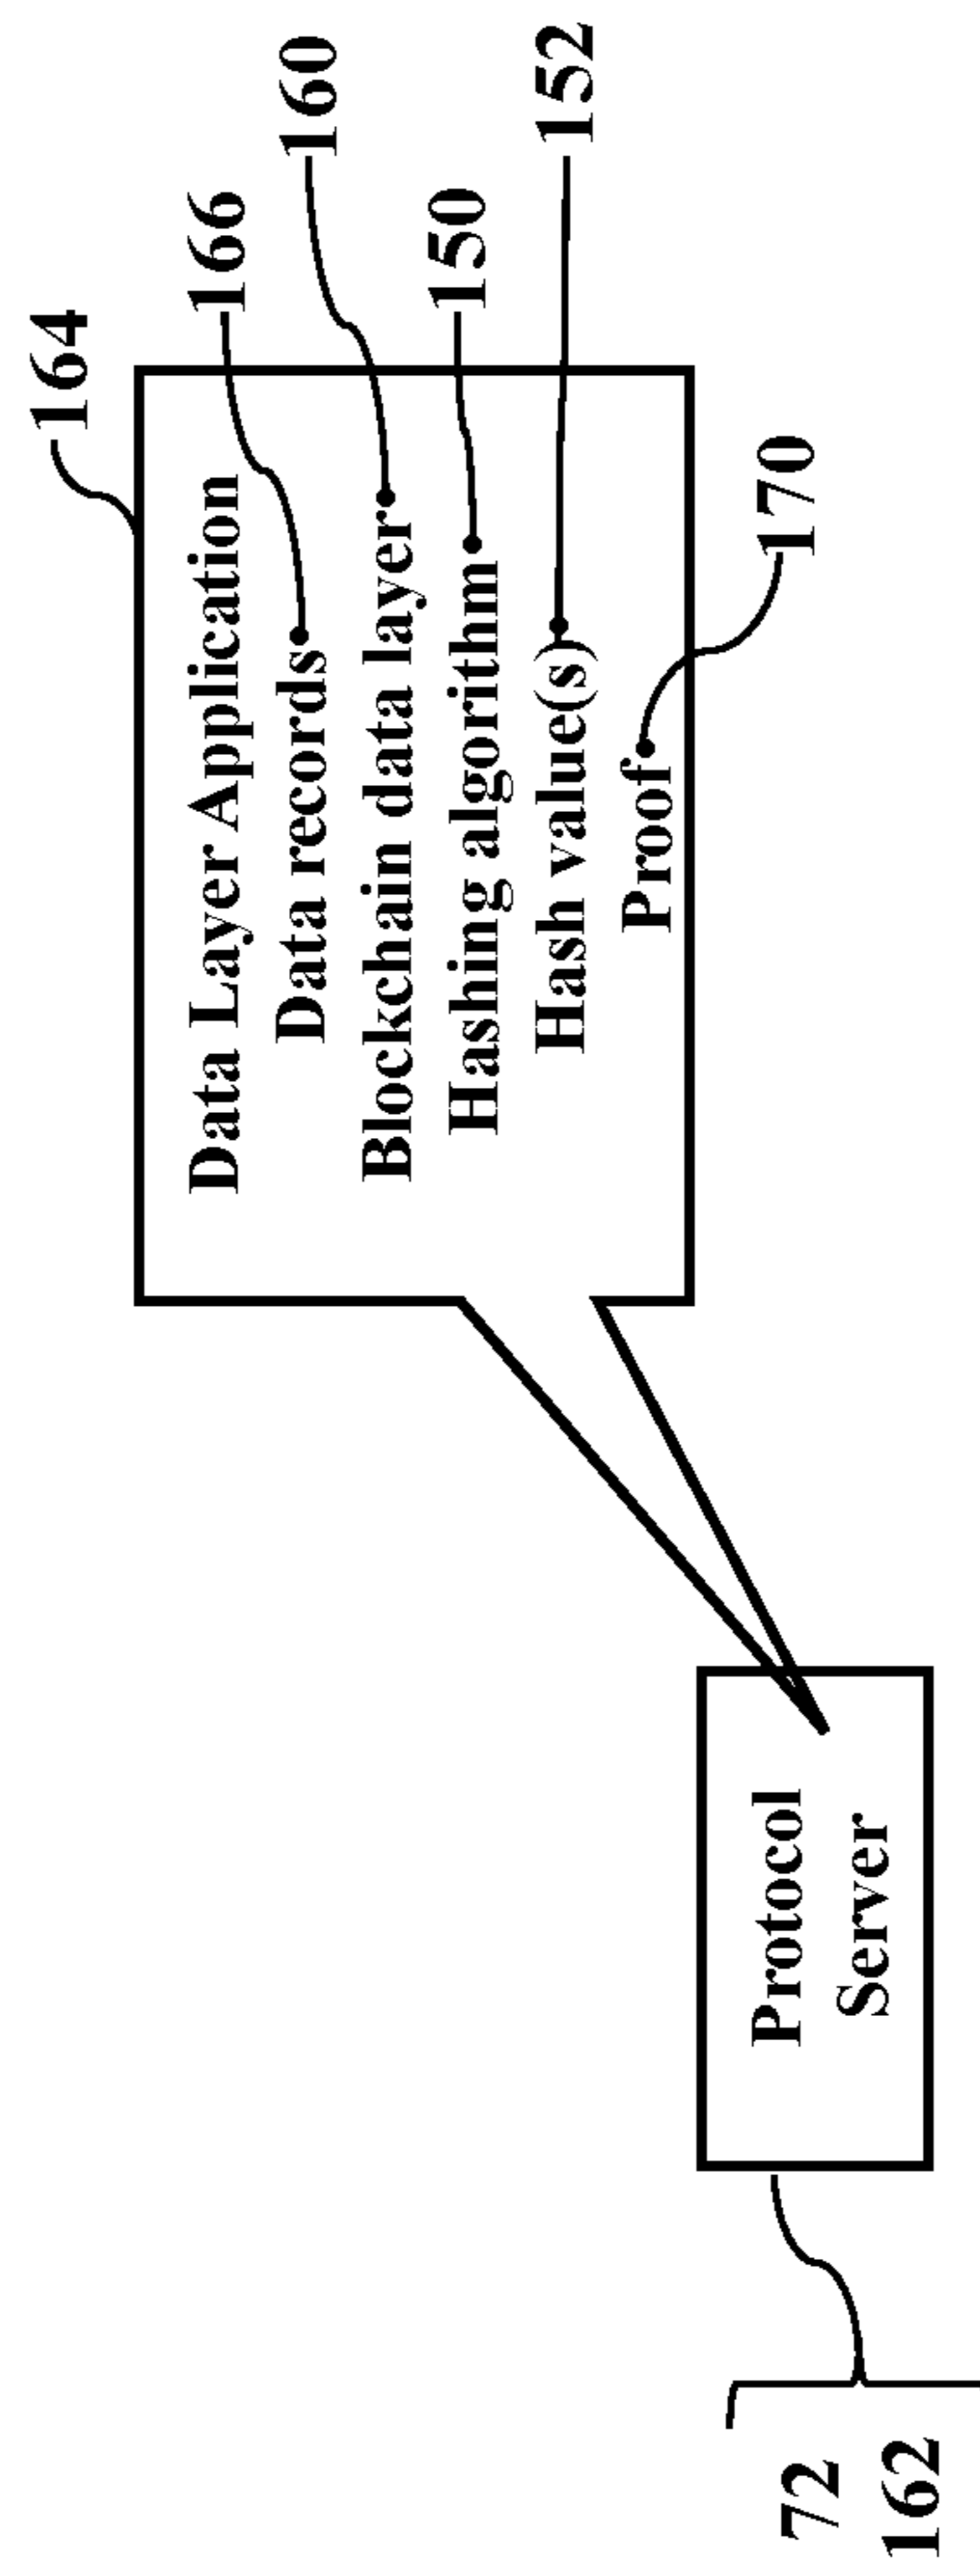 164
Data Layer Application
166
Data records
160
Blockchain data layer
150
Hashing algorithm
152
Hash value(s)
Proof
170
Protocol
Server
72
162